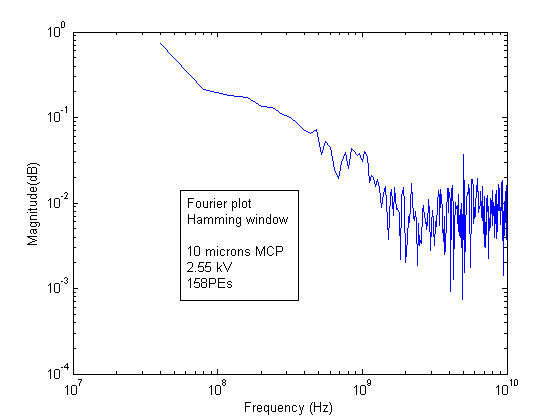 10^0
10^-1
10^-2
10^-3
10^-4
Magnitude(dB)
Fourier plot
Hamming window
10 microns MCP
2.55 kV
158PEs
10^7
10^8
10^9
10^10
Frequency (Hz)